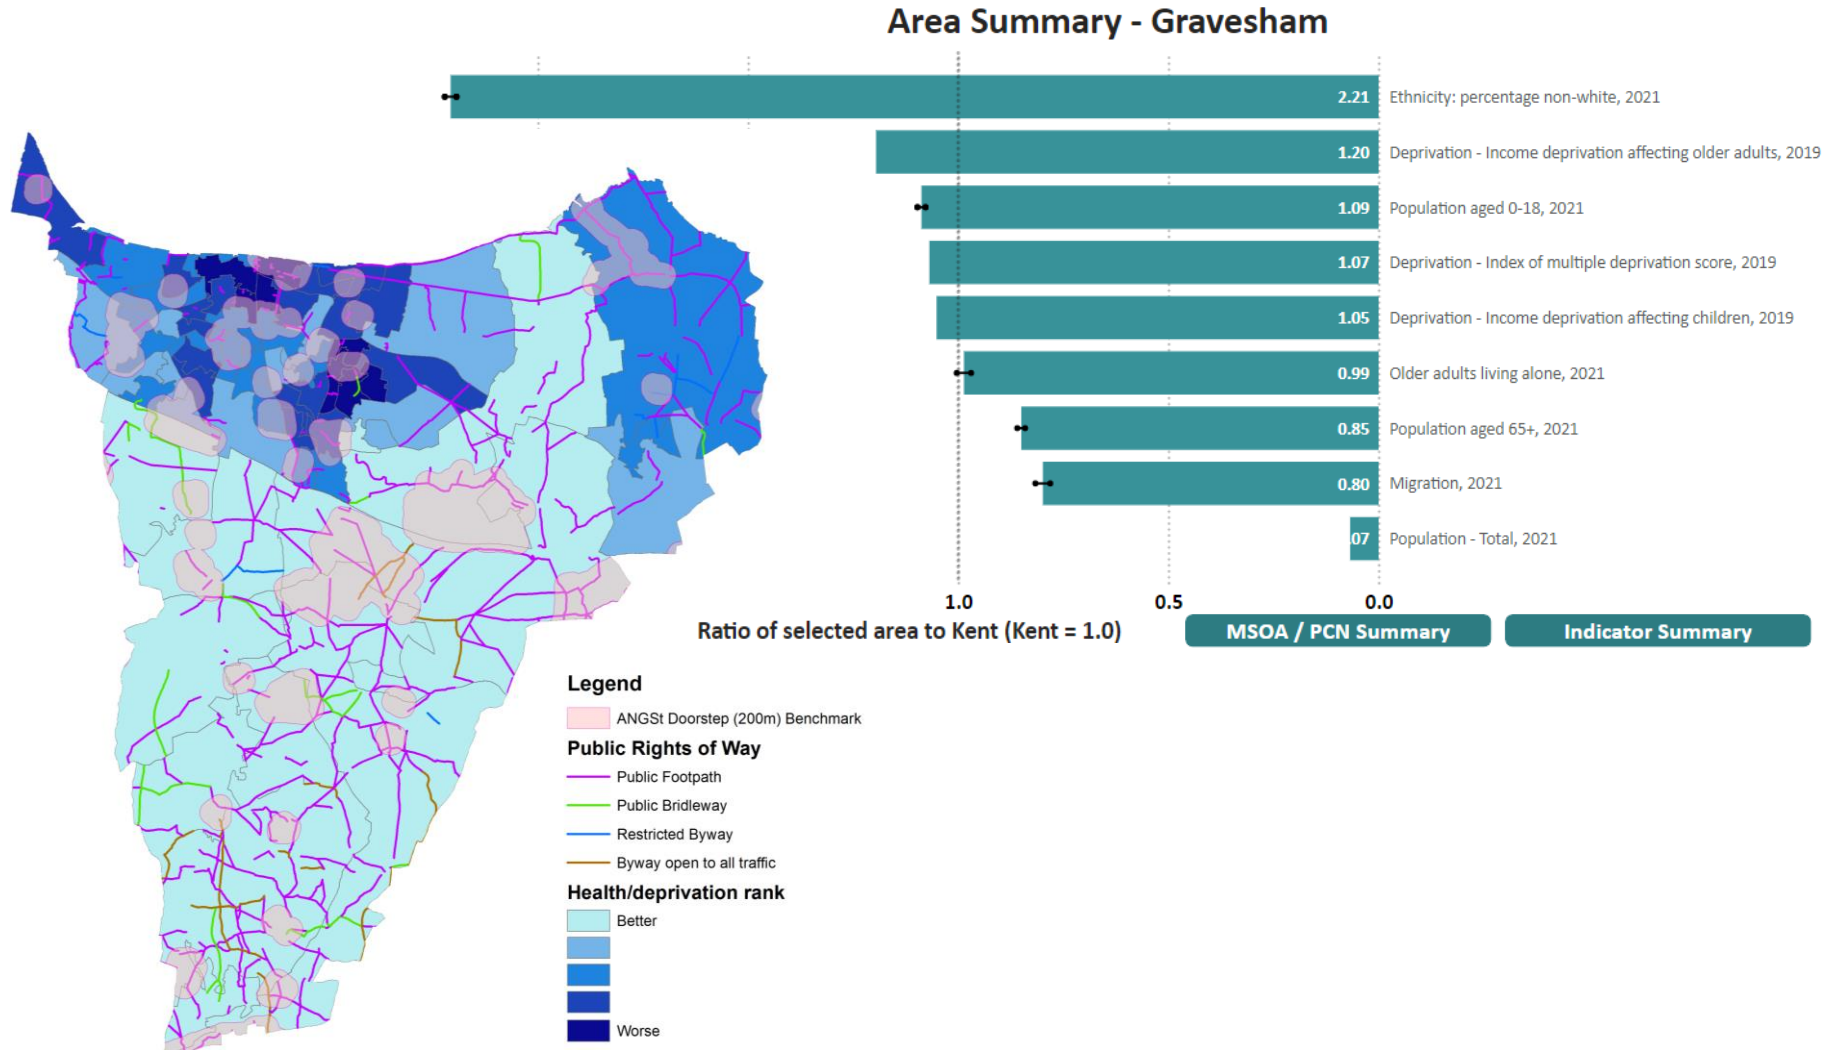 Area Summary - Gravesham
2.21 Ethnicity: percentage non-white, 2021
1.20 Deprivation - Income deprivation affecting older adults, 2019
1.09 Population aged 0-18, 2021
1.07 Deprivation - Index of multiple deprivation score, 2019
1.05 Deprivation - Income deprivation affecting children, 2019
0.99 Older adults living alone, 2021
0.85 Population aged 65+, 2021
0.80 Migration, 2021
.07 Population - Total, 2021
1.0 0.5 0.0
Ratio of selected area to Kent (Kent = 1.0)
MSOA / PCN Summary
Indicator Summary
Legend
ANGSt Doorstep (200m) Benchmark
Public Rights of Way
Public Footpath
Public Bridleway
Restricted Byway
Byway open to all traffic
Health/deprivation rank
Better
Worse